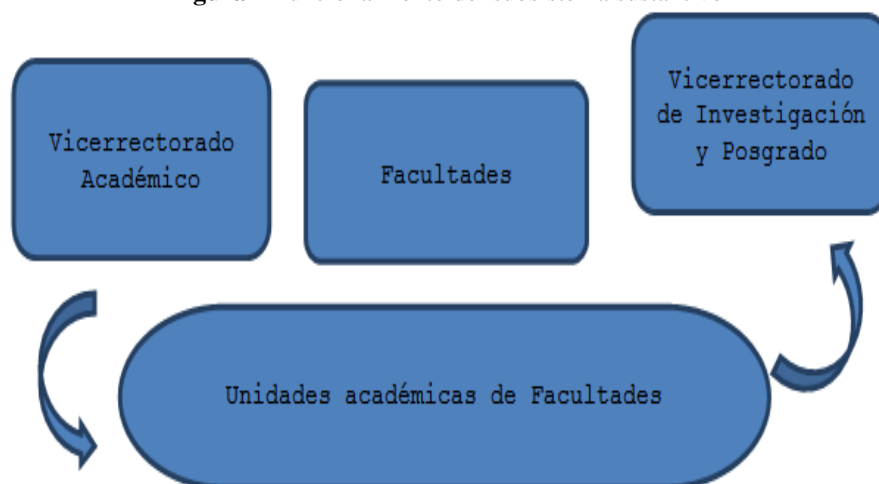 Vicerrectorado
Académico
Facultades
Vicerrectorado
de Investigación
y Posgrado
Unidades académicas de Facultades